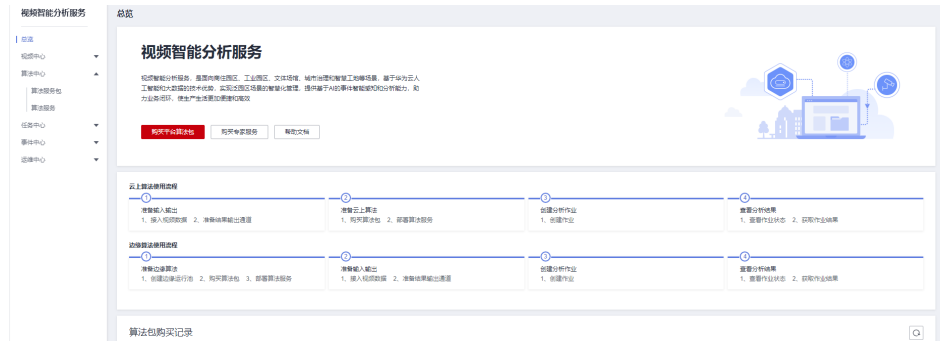 视频智能分析服务
总览
视频中心
算法中心
算法服务包
算法服务
任务中心
事件中心
运维中心
总览
视频智能分析服务
视频智能分析服务，是面向居住园区、工业园区、文体场馆、城市治理和智慧工地等场景，基于华为云人
工智能和大数据的技术优势，实现泛园区场景的智慧化管理。提供基于AI的事件智能感知和分析能力，助
力业务闭环，使生产生活更加便捷和高效
购买平台算法包
购买专家服务
帮助文档
云上算法使用流程
1
准备输入输出
1、接入视频数据 2、准备结果输出通道
2
准备云上算法
1、购买算法包 2、部署算法服务
3
创建分析作业
1、创建作业
4
查看分析结果
1、查看作业状态 2、获取作业结果
边缘算法使用流程
1
准备边缘算法
1、创建边缘运行池 2、购买算法包 3、部署算法服务
2
准备输入输出
1、接入视频数据 2、准备结果输出通道
3
创建分析作业
1、创建作业
4
查看分析结果
1、查看作业状态 2、获取作业结果
算法包购买记录